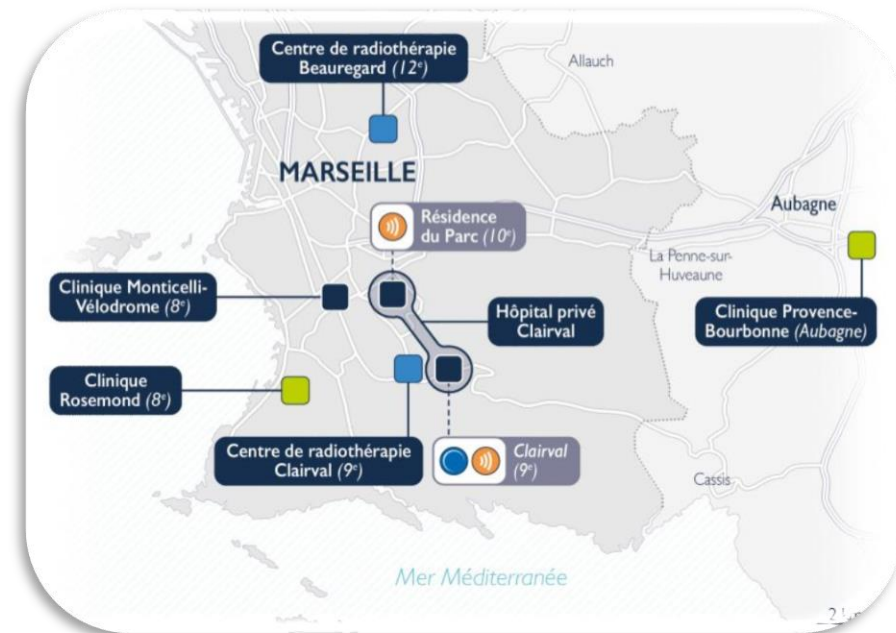 Centre de radiothérapie
Beauregard (12e)
Allauch
MARSEILLE
Aubagne
Résidence
du Parc (10e)
La Penne-sur-
Huveaune
Clinique Monticelli-
Vélodrome (8e)
Hôpital privé
Clairval
Clinique Provence-
Bourbonne (Aubagne)
Clinique
Rosemond (8e)
Centre de radiothérapie
Clairval (9e)
Clairval
(9e)
Cassis
Mer Méditerranée
2